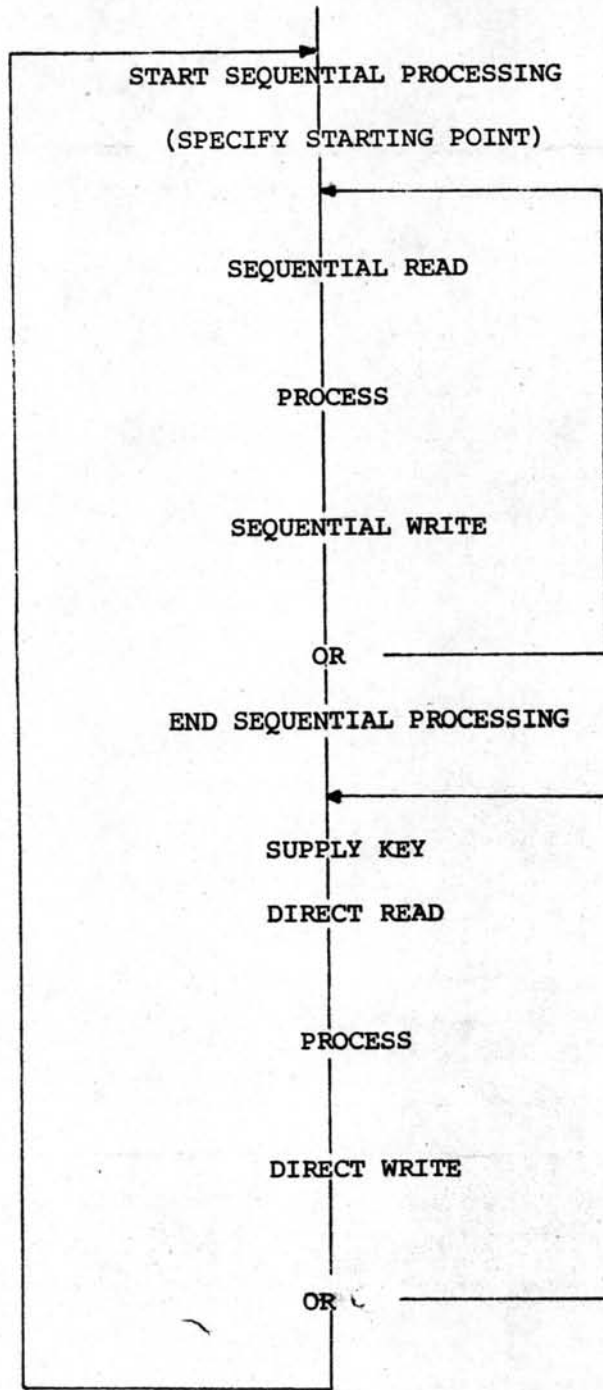 START SEQUENTIAL PROCESSING
(SPECIFY STARTING POINT)
SEQUENTIAL READ
PROCESS
SEQUENTIAL WRITE
OR
END SEQUENTIAL PROCESSING
SUPPLY KEY
DIRECT READ
PROCESS
DIRECT WRITE
OR